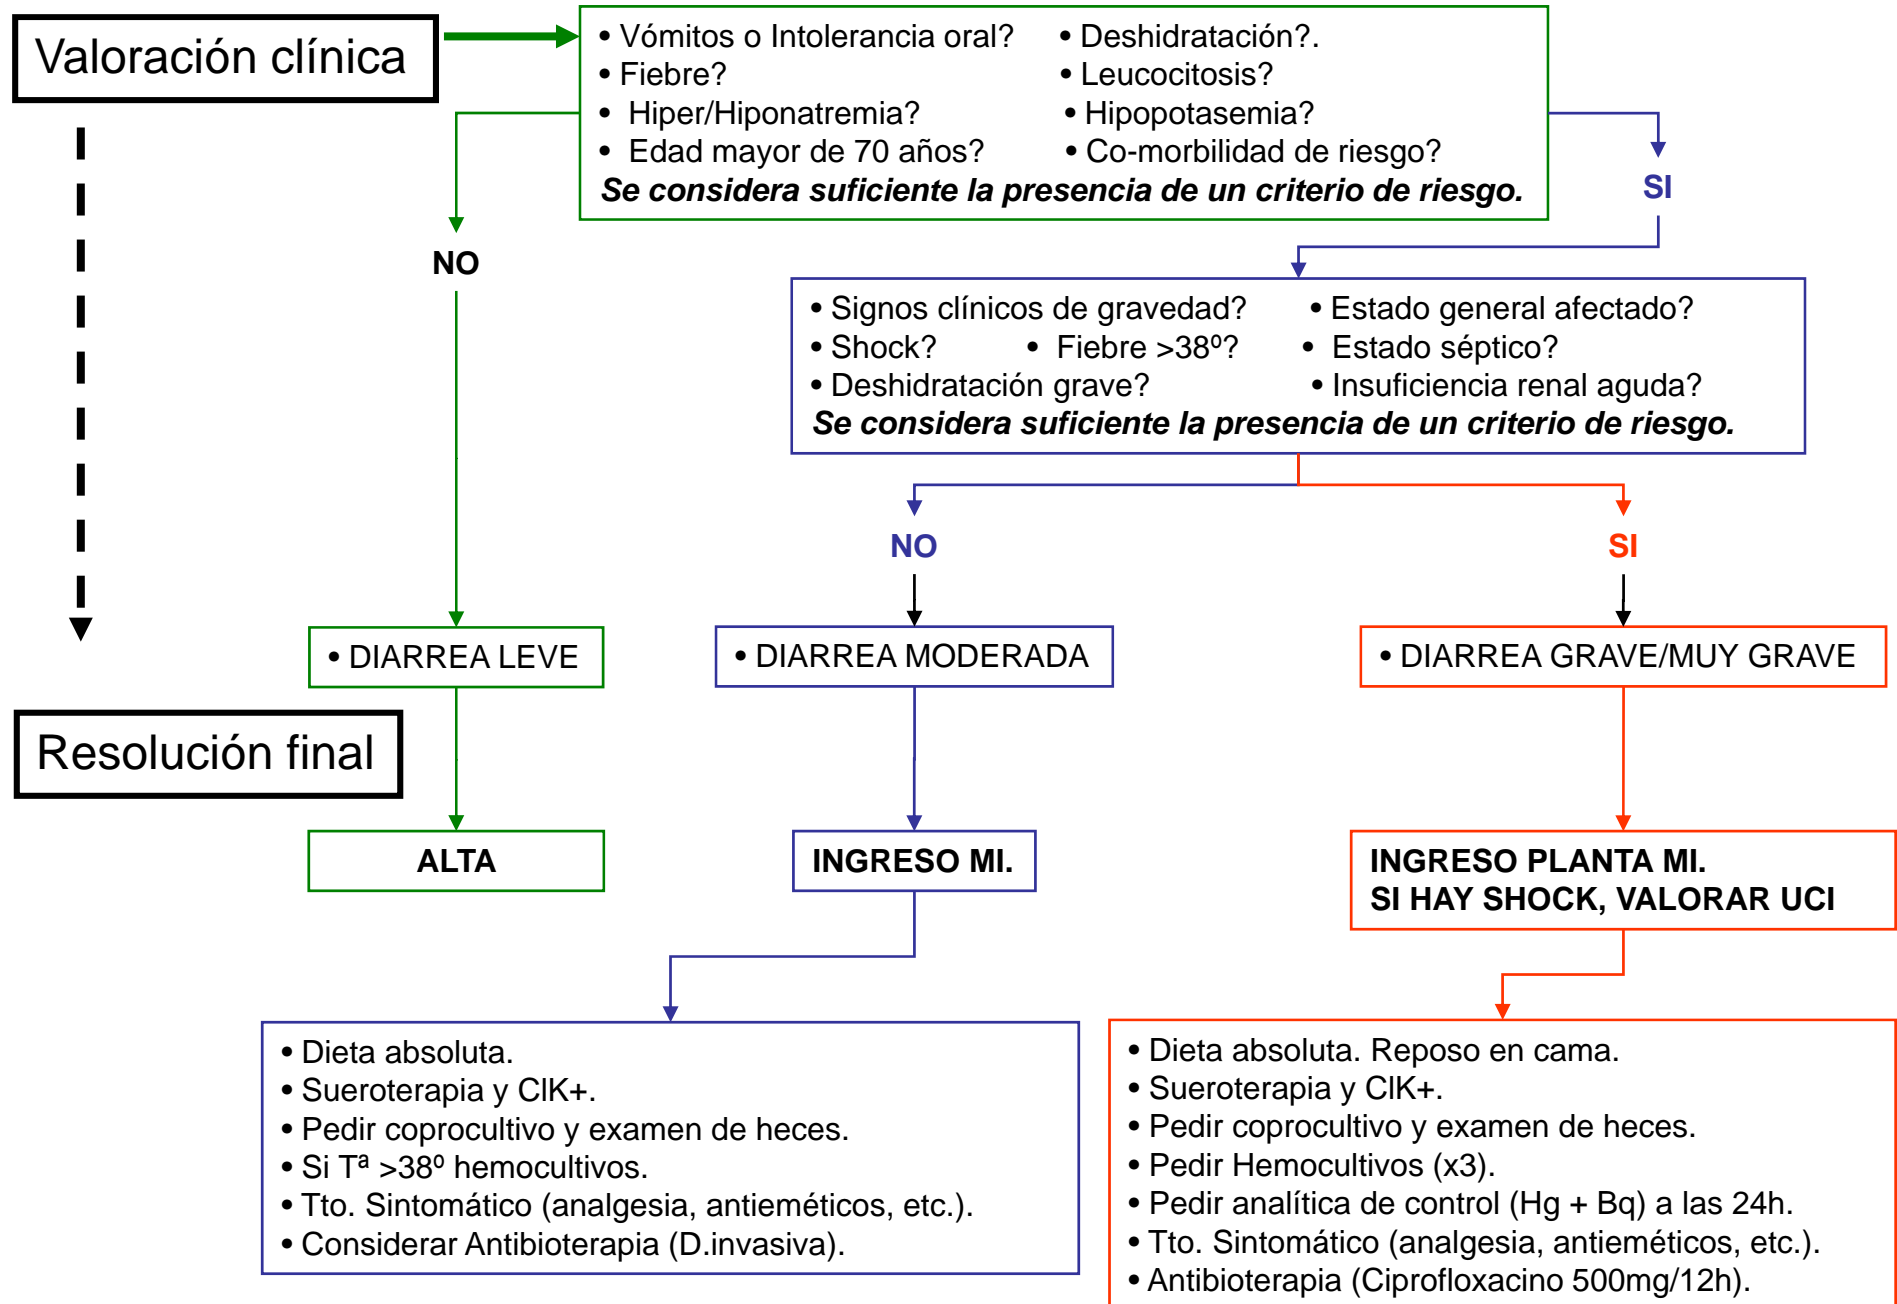 Valoración clínica
• Vómitos o Intolerancia oral? • Deshidratación?.
• Fiebre? • Leucocitosis?
• Hiper/Hiponatremia? • Hipopotasemia?
• Edad mayor de 70 años? • Co-morbilidad de riesgo?
Se considera suficiente la presencia de un criterio de riesgo.
SI
NO
• Signos clínicos de gravedad? • Estado general afectado?
• Shock? • Fiebre >38º? • Estado séptico?
• Deshidratación grave? • Insuficiencia renal aguda?
Se considera suficiente la presencia de un criterio de riesgo.
NO
SI
• DIARREA LEVE
• DIARREA MODERADA
• DIARREA GRAVE/MUY GRAVE
Resolución final
ALTA
INGRESO MI.
INGRESO PLANTA MI.
SI HAY SHOCK, VALORAR UCI
• Dieta absoluta.
• Sueroterapia y ClK+.
• Pedir coprocultivo y examen de heces.
• Si Tª >38º hemocultivos.
• Tto. Sintomático (analgesia, antieméticos, etc.).
• Considerar Antibioterapia (D.invasiva).
• Dieta absoluta. Reposo en cama.
• Sueroterapia y ClK+.
• Pedir coprocultivo y examen de heces.
• Pedir Hemocultivos (x3).
• Pedir analítica de control (Hg + Bq) a las 24h.
• Tto. Sintomático (analgesia, antieméticos, etc.).
• Antibioterapia (Ciprofloxacino 500mg/12h).